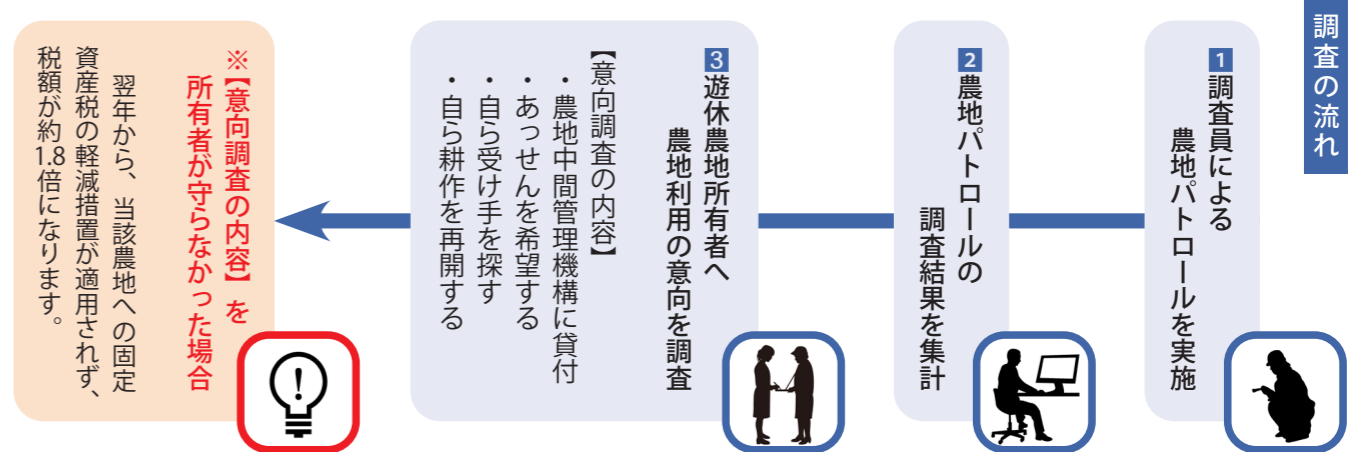 調査の流れ
1調査員による
農地パトロールを実施
2農地パトロールの
調査結果を集計
3遊休農地所有者へ
農地利用の意向を調査
【意向調査の内容】
・農地中間管理機構に貸付
・あっせんを希望する
・自ら受け手を探す
・自ら耕作を再開する
※【意向調査の内容】を
所有者が守らなかった場合
翌年から、当該農地への固定
資産税の軽減措置が適用されず、
税額が約1.8倍になります。